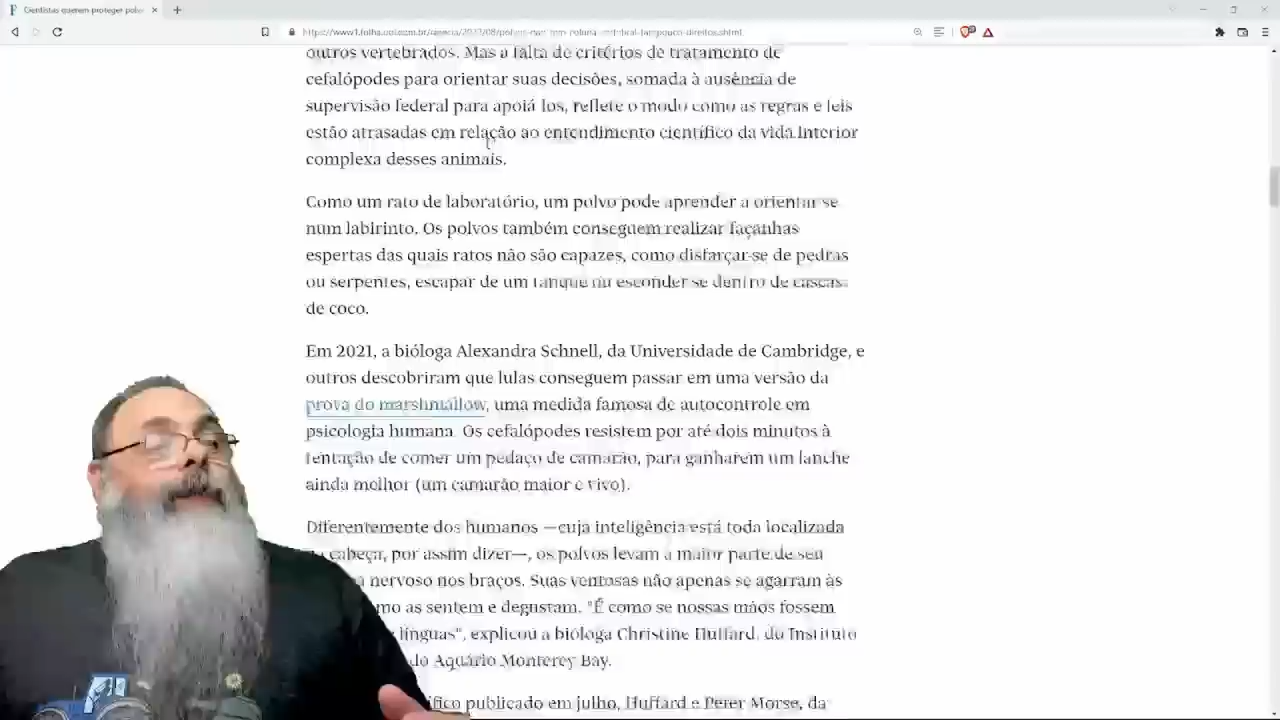 Cientistas querem proteger polv
outros vertebrados. Mas a falta de critérios de tratamento de
cefalópodes para orientar suas decisões, somada à ausência de
supervisão federal para apoiá los, reflete o modo como as regras e leis
estão atrasadas em relação ao entendimento científico da vida interior
complexa desses animais.
Como um rato de laboratório, um polvo pode aprender a orientar se
num labirinto. Os polvos também conseguem realizar façanhas
espertas das quais ratos não são capazes, como disfarçar-se de pedras
ou serpentes, escapar de um tanque ou esconder se dentro de cascas
de coco.
Em 2021, a bióloga Alexandra Schnell, da Universidade de Cambridge, e
outros descobriram que lulas conseguem passar em uma versão da
prova do marshmallow, uma medida famosa de autocontrole em
psicologia humana. Os cefalópodes resistem por até dois minutos à
tentação de comer um pedaço de camarão, para ganharem um lanche
ainda melhor (um camarão maior e vivo).
Diferentemente dos humanos —cuja inteligência está toda localizada
cabeça, por assim dizer—, os polvos levam a maior parte de seu
nervoso nos braços. Suas ventosas não apenas se agarram às
mo as sentem e degustam. "É como se nossas mãos fossem
línguas", explicou a bióloga Christine Huffard, do Instituto
do Aquário Monterey Bay.
ífico publicado em julho, Huffard e Peter Morse, da